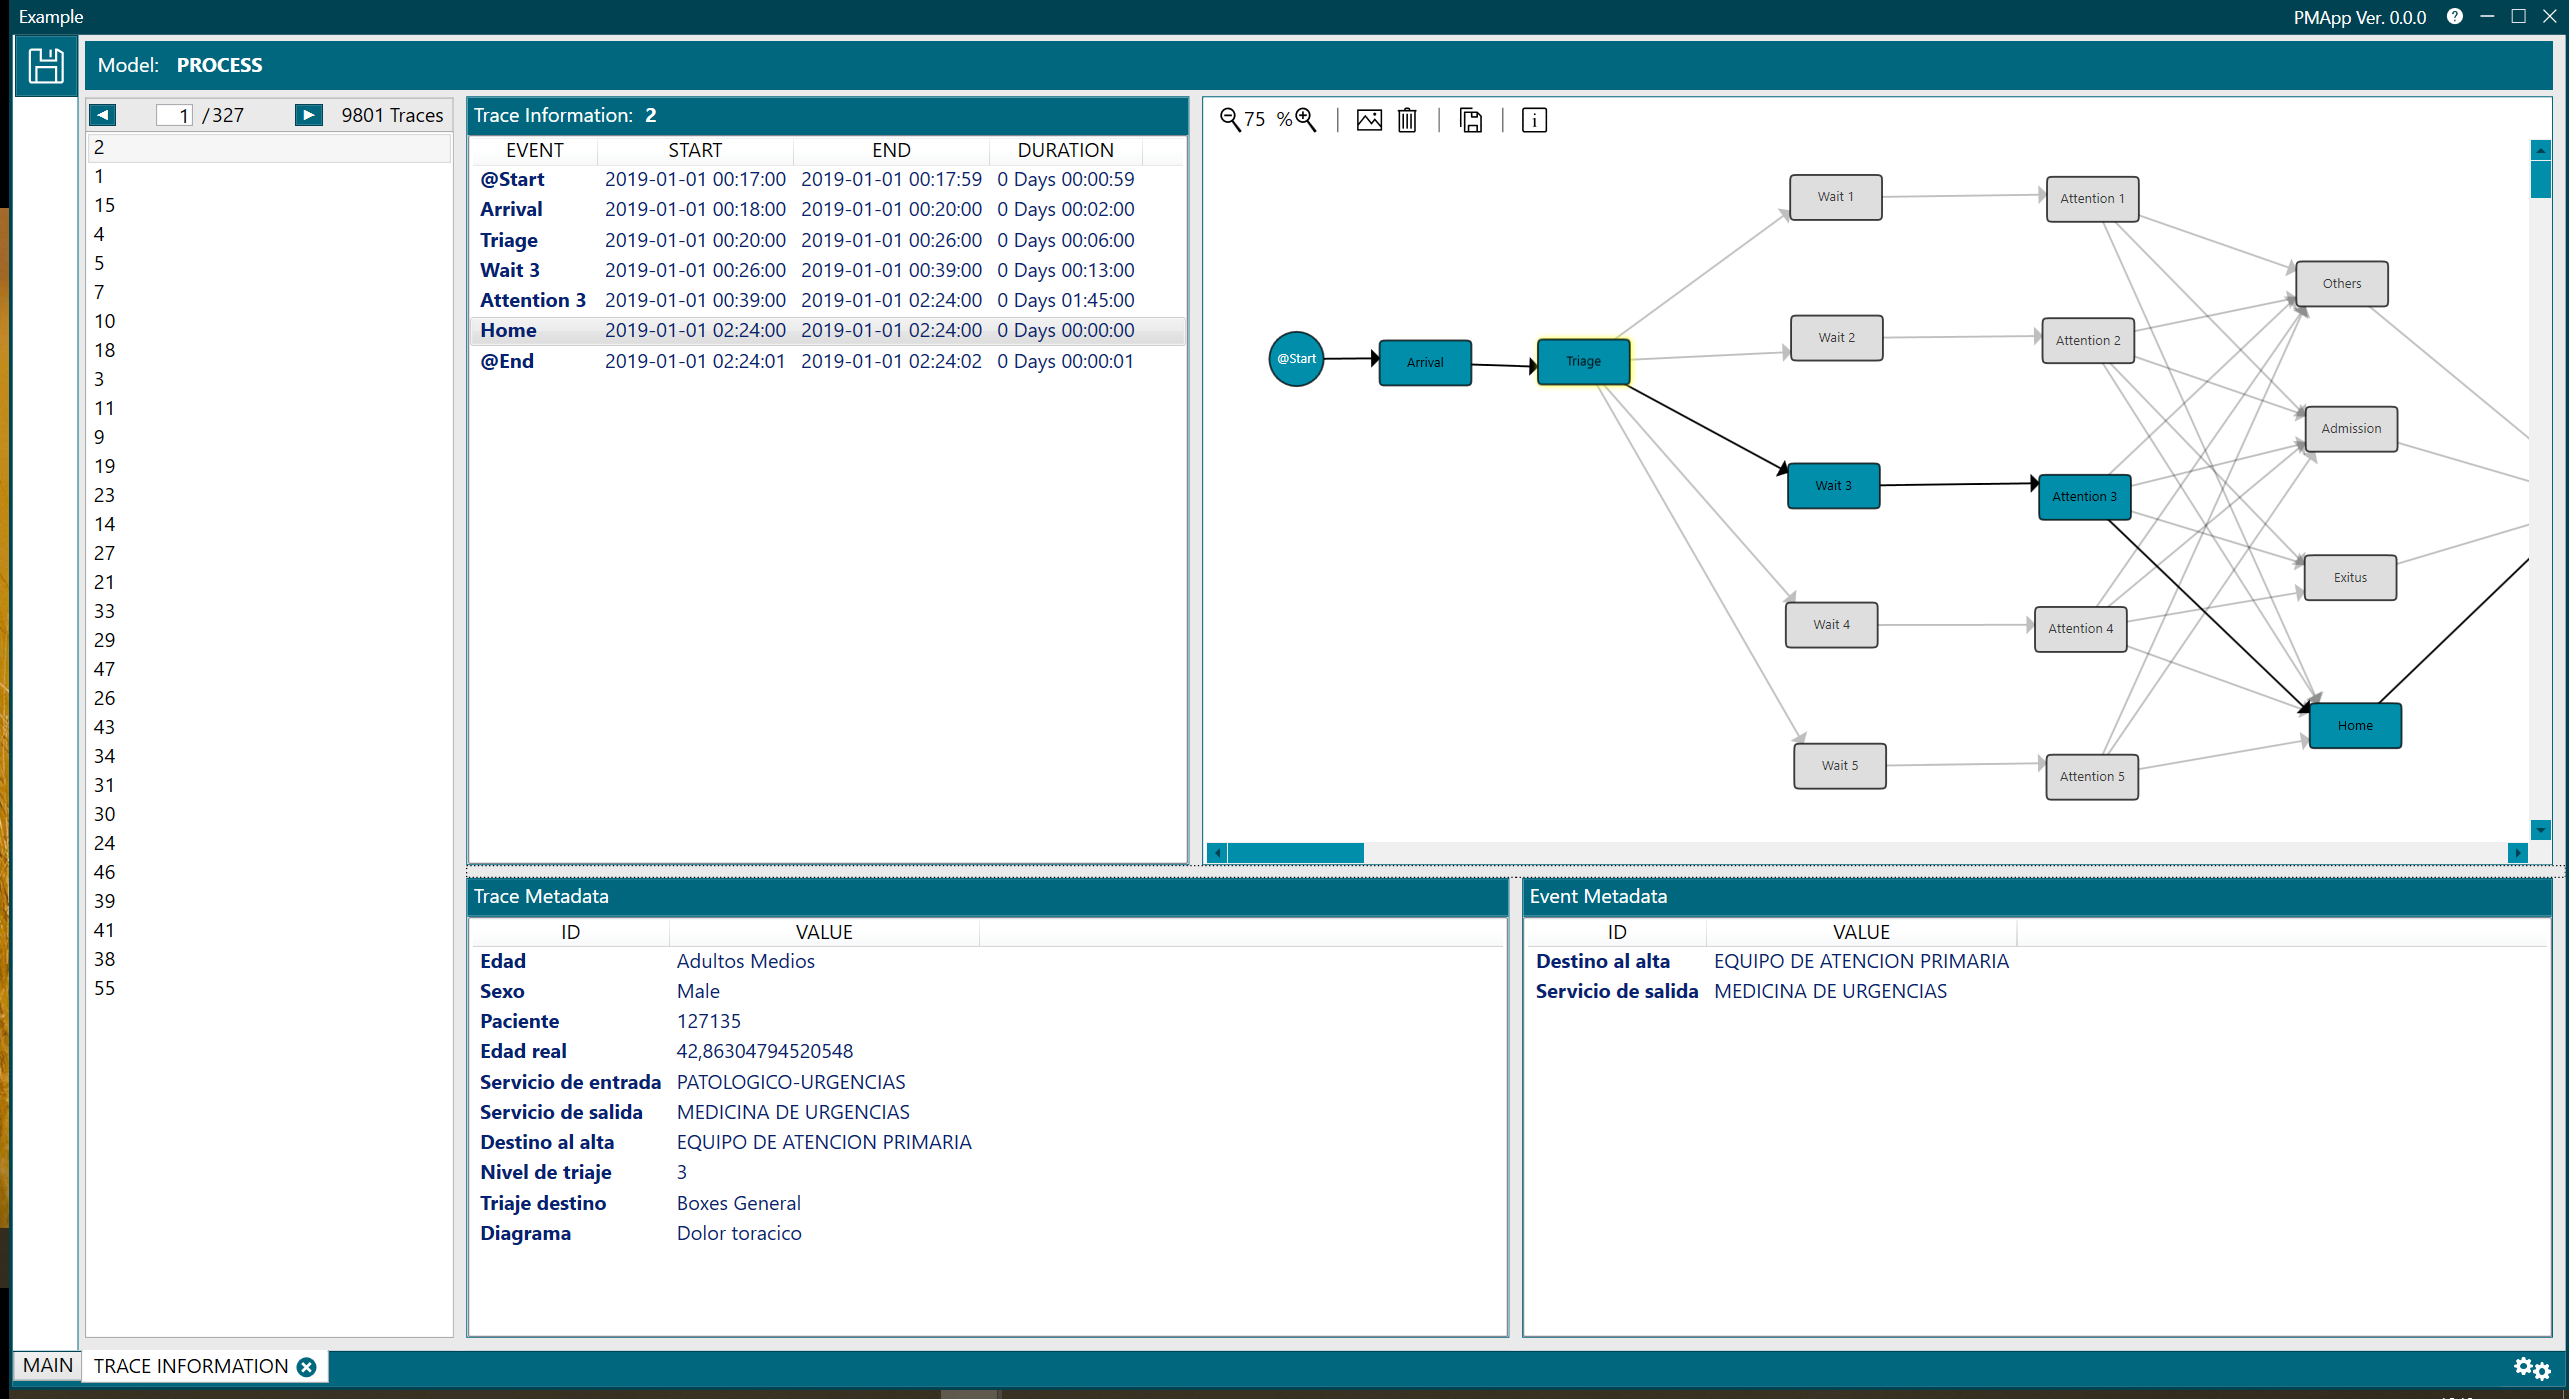 Example
PMApp Ver. 0.0.0
Model: PROCESS
1 /327 9801 Traces
2
1
15
4
5
7
10
18
3
11
9
19
23
14
27
21
33
29
47
26
43
34
31
30
24
46
39
41
38
55
Trace Information: 2
EVENT START END DURATION
@Start 2019-01-01 00:17:00 2019-01-01 00:17:59 0 Days 00:00:59
Arrival 2019-01-01 00:18:00 2019-01-01 00:20:00 0 Days 00:02:00
Triage 2019-01-01 00:20:00 2019-01-01 00:26:00 0 Days 00:06:00
Wait 3 2019-01-01 00:26:00 2019-01-01 00:39:00 0 Days 00:13:00
Attention 3 2019-01-01 00:39:00 2019-01-01 02:24:00 0 Days 01:45:00
Home 2019-01-01 02:24:00 2019-01-01 02:24:00 0 Days 00:00:00
@End 2019-01-01 02:24:01 2019-01-01 02:24:02 0 Days 00:00:01
75 %
@Start
Arrival
Triage
Wait 1
Wait 2
Wait 3
Wait 4
Wait 5
Attention 1
Attention 2
Attention 3
Attention 4
Attention 5
Others
Admission
Exitus
Home
Trace Metadata
ID VALUE
Edad Adultos Medios
Sexo Male
Paciente 127135
Edad real 42,86304794520548
Servicio de entrada PATOLOGICO-URGENCIAS
Servicio de salida MEDICINA DE URGENCIAS
Destino al alta EQUIPO DE ATENCION PRIMARIA
Nivel de triaje 3
Triaje destino Boxes General
Diagrama Dolor toracico
Event Metadata
ID VALUE
Destino al alta EQUIPO DE ATENCION PRIMARIA
Servicio de salida MEDICINA DE URGENCIAS
MAIN TRACE INFORMATION